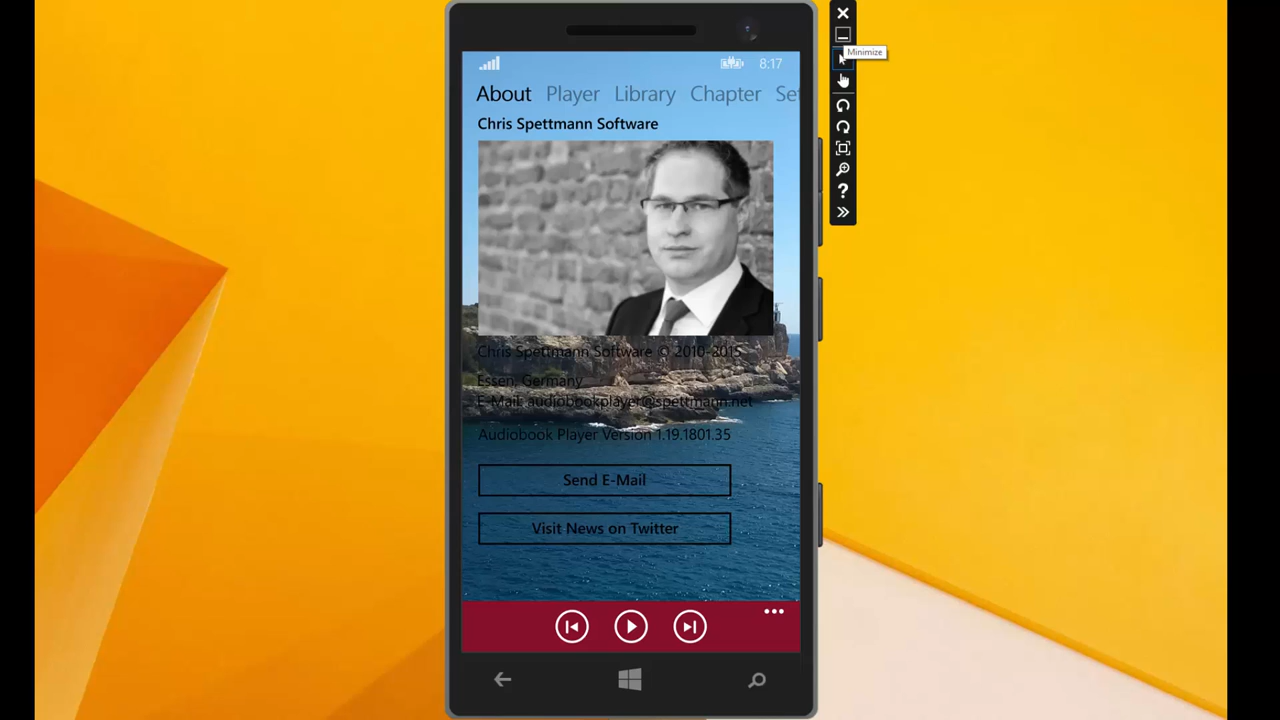 Minimize
8:17
About Player Library Chapter Set
Chris Spettmann Software
Chris Spettmann Software © 2010-2015
Essen, Germany
E-Mail: audiobookplayer@spettmann.net
Audiobook Player Version 1.19.1801.35
Send E-Mail
Visit News on Twitter
?